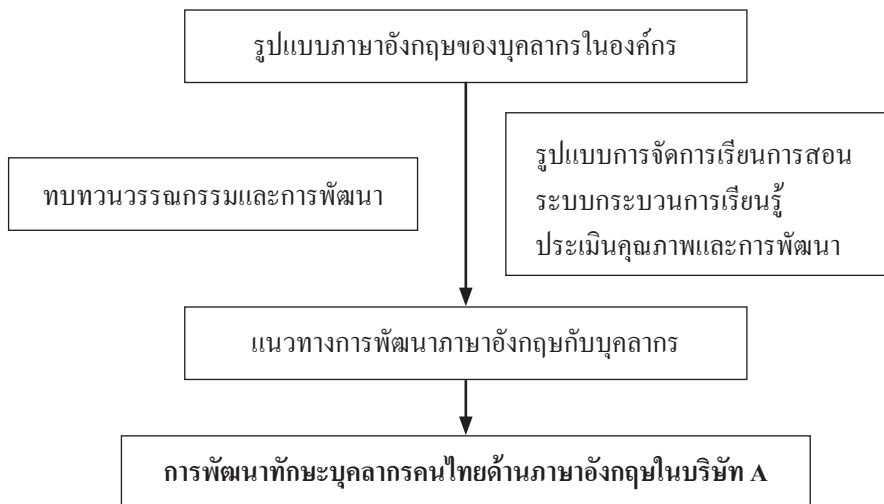 รูปแบบภาษาอังกฤษของบุคลากรในองค์กร
ทบทวนวรรณกรรมและการพัฒนา
รูปแบบการจัดการเรียนการสอน
ระบบกระบวนการเรียนรู้
ประเมินคุณภาพและการพัฒนา
แนวทางการพัฒนาภาษาอังกฤษกับบุคลากร
การพัฒนาทักษะบุคลากรคนไทยด้านภาษาอังกฤษในบริษัท A